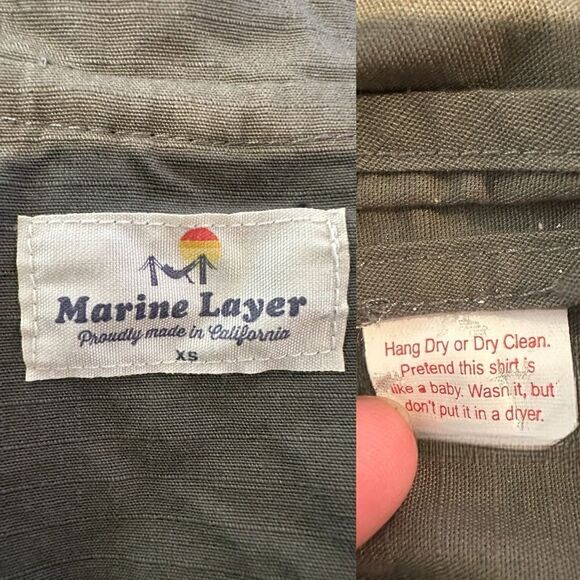 Marine Layer
Proudly made in California
XS
Hang Dry or Dry Clean.
Pretend this shirt is
like a baby. Wash it, but
don't put it in a dryer.